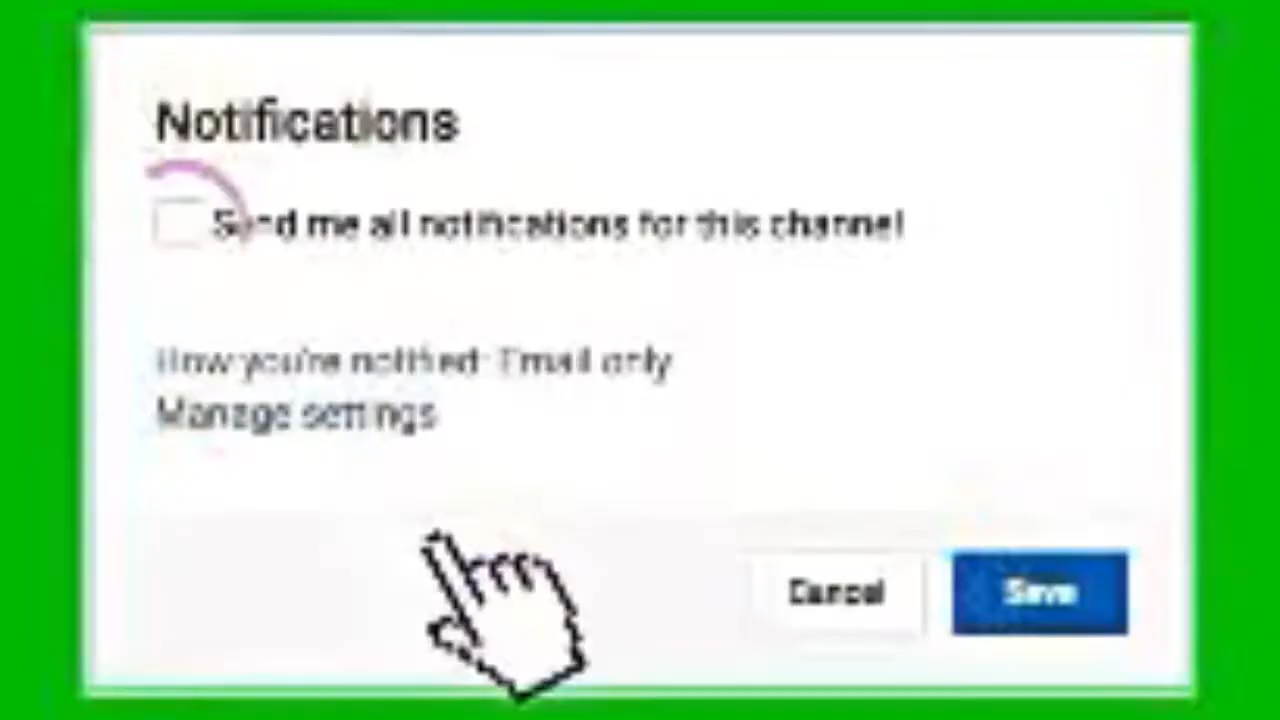 Notifications
Send me all notifications for this channel
How you're notified: Email only
Manage settings
Cancel
Save